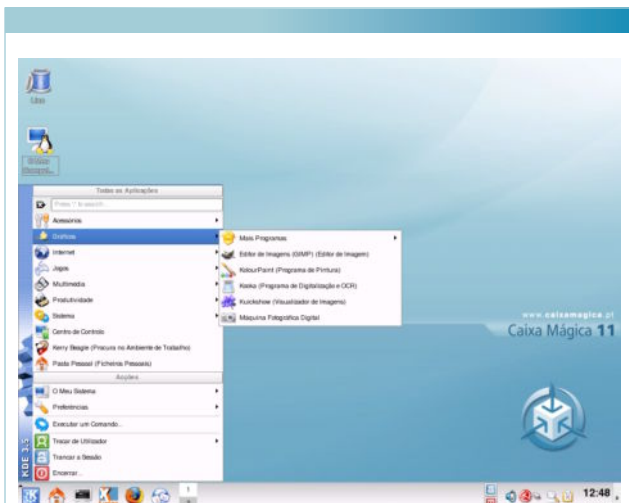 Lixo
Todas as Aplicações
Acessórios
Gráficos
Internet
Jogos
Multimédia
Produtividade
Sistema
Centro de Controlo
Kerry Beagle (Procura no Ambiente de Trabalho)
Pasta Pessoal (Ficheiros Pessoais)
Acções
O Meu Sistema
Preferências
Executar um Comando...
Trocar de Utilizador
Trancar a Sessão
Encerrar...
KDE 3.5
Mais Programas
Editor de Imagens (GIMP) (Editor de Imagem)
KolourPaint (Programa de Pintura)
Kooka (Programa de Digitalização e OCR)
Kuickshow (Visualizador de Imagens)
Máquina Fotográfica Digital
www.caixamagica.pt
Caixa Mágica 11
1
12:48